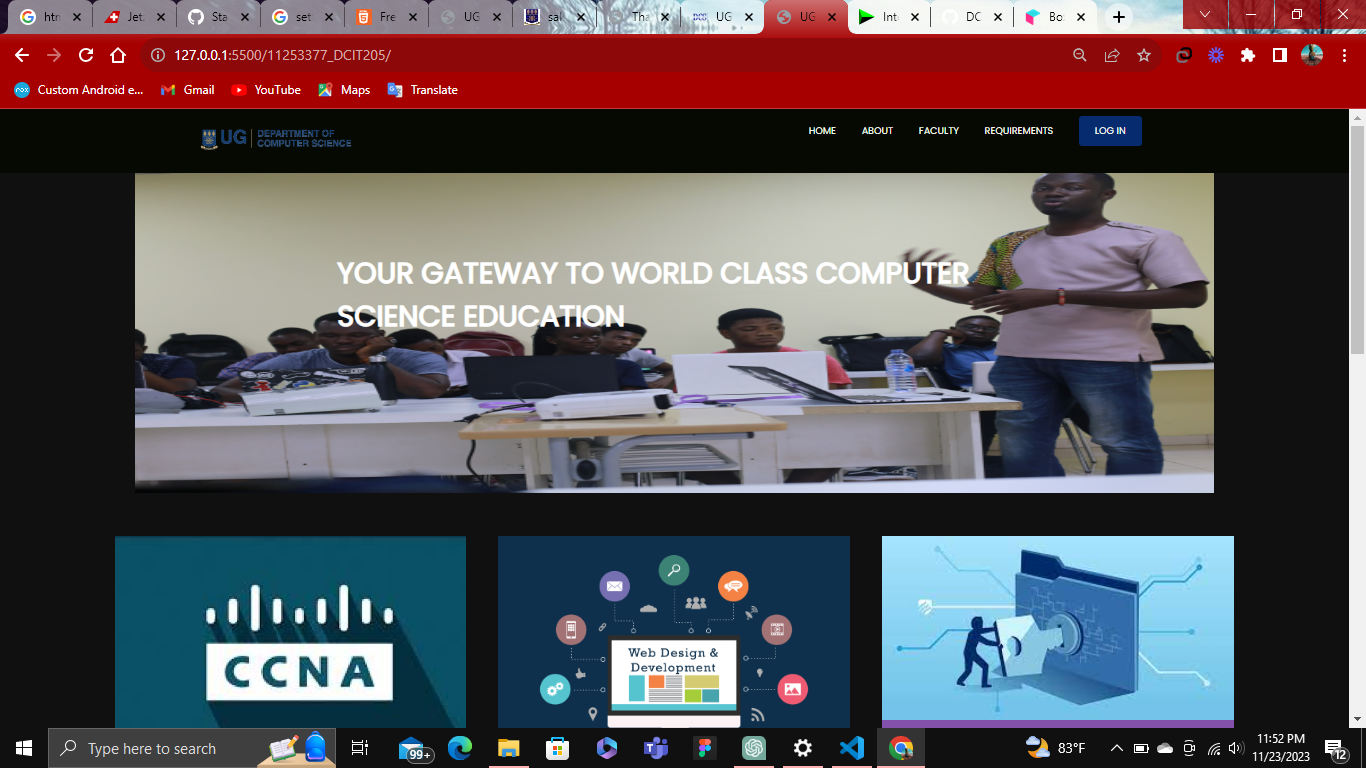 htm
Jet
Sta
set
Fre
UG
sal
Tha
UG
UG
Int
DC
Bo
127.0.0.1:5500/11253377_DCIT205/
Custom Android e...
Gmail
YouTube
Maps
Translate
UG DEPARTMENT OF
COMPUTER SCIENCE
HOME ABOUT FACULTY REQUIREMENTS LOG IN
YOUR GATEWAY TO WORLD CLASS COMPUTER
SCIENCE EDUCATION
CCNA
Web Design &
Development
Type here to search
99+
83°F
11:52 PM
11/23/2023
12